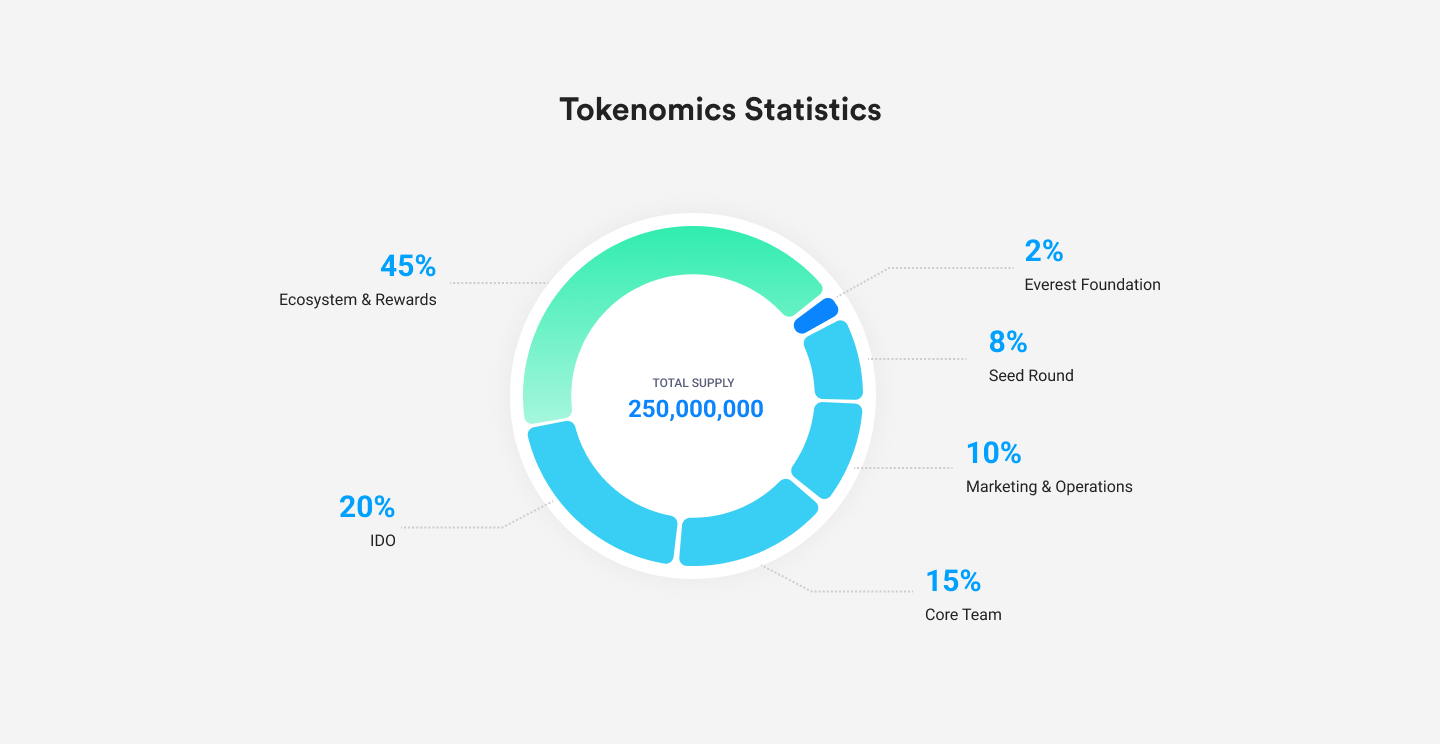 Tokenomics Statistics
45%
Ecosystem & Rewards
2%
Everest Foundation
8%
Seed Round
TOTAL SUPPLY
250,000,000
10%
Marketing & Operations
20%
IDO
15%
Core Team